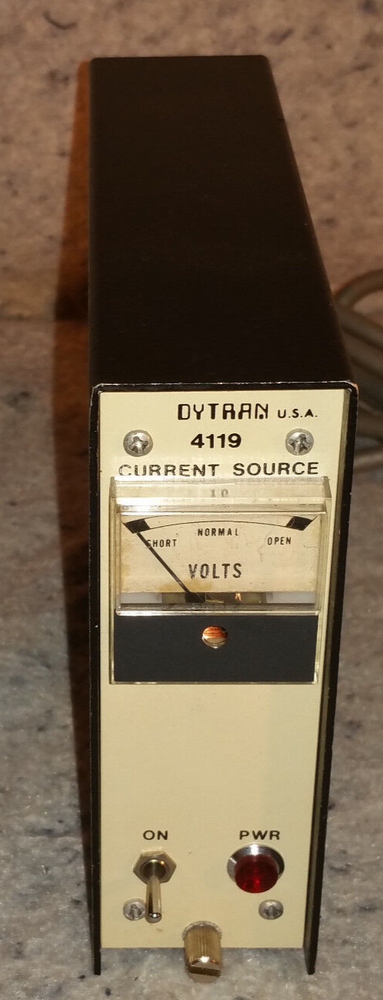 DYTRAN U.S.A.
4119
CURRENT SOURCE
10
SHORT NORMAL OPEN
VOLTS
ON PWR